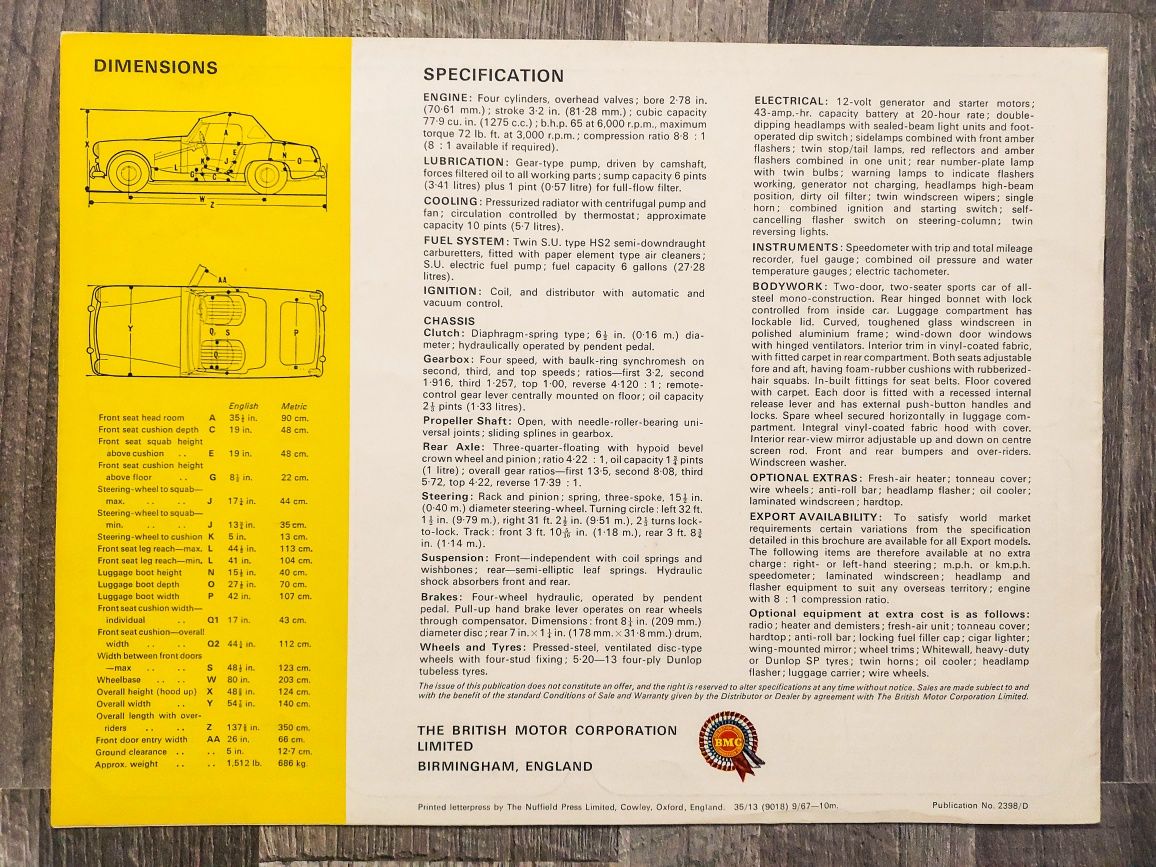 DIMENSIONS
X
A
E
K
J
L
G
C
N
O
W
Z
AA
Y
Q
S
Q
P
English Metric
Front seat head room A 35½ in. 90 cm.
Front seat cushion depth C 19 in. 48 cm.
Front seat squab height
above cushion .. E 19 in. 48 cm.
Front seat cushion height
above floor .. G 8½ in. 22 cm.
Steering-wheel to squab—
max. .. .. J 17¼ in. 44 cm.
Steering-wheel to squab—
min. .. .. J 13¾ in. 35 cm.
Steering-wheel to cushion K 5 in. 13 cm.
Front seat leg reach—max. L 44½ in. 113 cm.
Front seat leg reach—min. L 41 in. 104 cm.
Luggage boot height N 15½ in. 40 cm.
Luggage boot depth O 27½ in. 70 cm.
Luggage boot width P 42 in. 107 cm.
Front seat cushion width—
individual .. Q1 17 in. 43 cm.
Front seat cushion—overall
width .. Q2 44¼ in. 112 cm.
Width between front doors
—max .. .. S 48½ in. 123 cm.
Wheelbase .. .. W 80 in. 203 cm.
Overall height (hood up) X in. 124 cm.
Overall width .. Y in. 140 cm.
Overall length with over-
riders .. .. Z in. 350 cm.
Front door entry width AA 26 in. 66 cm.
Ground clearance .. .. 5 in. 12·7 cm.
Approx. weight .. .. 1,512 lb. 686 kg.
SPECIFICATION
ENGINE: Four cylinders, overhead valves; bore 2·78 in.
(70·61 mm.); stroke 3·2 in. (81·28 mm.); cubic capacity
77·9 cu. in. (1275 c.c.); b.h.p. 65 at 6,000 r.p.m., maximum
torque 72 lb. ft. at 3,000 r.p.m.; compression ratio 8·8 : 1
(8 : 1 available if required).
LUBRICATION: Gear-type pump, driven by camshaft,
forces filtered oil to all working parts; sump capacity 6 pints
(3·41 litres) plus 1 pint (0·57 litre) for full-flow filter.
COOLING: Pressurized radiator with centrifugal pump and
fan; circulation controlled by thermostat; approximate
capacity 10 pints (5·7 litres).
FUEL SYSTEM: Twin S.U. type HS2 semi-downdraught
carburetters, fitted with paper element type air cleaners;
S.U. electric fuel pump; fuel capacity 6 gallons (27·28
litres).
IGNITION: Coil, and distributor with automatic and
vacuum control.
CHASSIS
Clutch: Diaphragm-spring type; 6½ in. (0·16 m.) dia-
meter; hydraulically operated by pendent pedal.
Gearbox: Four speed, with baulk-ring synchromesh on
second, third, and top speeds; ratios—first 3·2, second
1·916, third 1·257, top 1·00, reverse 4·120 : 1; remote-
control gear lever centrally mounted on floor; oil capacity
2¼ pints (1·33 litres).
Propeller Shaft: Open, with needle-roller-bearing uni-
versal joints; sliding splines in gearbox.
Rear Axle: Three-quarter-floating with hypoid bevel
crown wheel and pinion; ratio 4·22 : 1, oil capacity 1¾ pints
(1 litre); overall gear ratios—first 13·5, second 8·08, third
5·72, top 4·22, reverse 17·39 : 1.
Steering: Rack and pinion; spring, three-spoke, 15½ in.
(0·40 m.) diameter steering-wheel. Turning circle: left 32 ft.
1½ in. (9·79 m.), right 31 ft. 2½ in. (9·51 m.), 2¼ turns lock-
to-lock. Track: front 3 ft. 10 5/16 in. (1·18 m.), rear 3 ft. 8¾
in. (1·14 m.).
Suspension: Front—independent with coil springs and
wishbones; rear—semi-elliptic leaf springs. Hydraulic
shock absorbers front and rear.
Brakes: Four-wheel hydraulic, operated by pendent
pedal. Pull-up hand brake lever operates on rear wheels
through compensator. Dimensions: front 8¼ in. (209 mm.)
diameter disc; rear 7 in. × 1¼ in. (178 mm. × 31·8 mm.) drum.
Wheels and Tyres: Pressed-steel, ventilated disc-type
wheels with four-stud fixing; 5·20—13 four-ply Dunlop
tubeless tyres.
ELECTRICAL: 12-volt generator and starter motors;
43-amp.-hr. capacity battery at 20-hour rate; double-
dipping headlamps with sealed-beam light units and foot-
operated dip switch; sidelamps combined with front amber
flashers; twin stop/tail lamps, red reflectors and amber
flashers combined in one unit; rear number-plate lamp
with twin bulbs; warning lamps to indicate flashers
working, generator not charging, headlamps high-beam
position, dirty oil filter; twin windscreen wipers; single
horn; combined ignition and starting switch; self-
cancelling flasher switch on steering-column; twin
reversing lights.
INSTRUMENTS: Speedometer with trip and total mileage
recorder, fuel gauge; combined oil pressure and water
temperature gauges; electric tachometer.
BODYWORK: Two-door, two-seater sports car of all-
steel mono-construction. Rear hinged bonnet with lock
controlled from inside car. Luggage compartment has
lockable lid. Curved, toughened glass windscreen in
polished aluminium frame; wind-down door windows
with hinged ventilators. Interior trim in vinyl-coated fabric,
with fitted carpet in rear compartment. Both seats adjustable
fore and aft, having foam-rubber cushions with rubberized-
hair squabs. In-built fittings for seat belts. Floor covered
with carpet. Each door is fitted with a recessed internal
release lever and has external push-button handles and
locks. Spare wheel secured horizontally in luggage com-
partment. Integral vinyl-coated fabric hood with cover.
Interior rear-view mirror adjustable up and down on centre
screen rod. Front and rear bumpers and over-riders.
Windscreen washer.
OPTIONAL EXTRAS: Fresh-air heater; tonneau cover;
wire wheels; anti-roll bar; headlamp flasher; oil cooler;
laminated windscreen; hardtop.
EXPORT AVAILABILITY: To satisfy world market
requirements certain variations from the specification
detailed in this brochure are available for all Export models.
The following items are therefore available at no extra
charge: right- or left-hand steering; m.p.h. or km.p.h.
speedometer; laminated windscreen; headlamp and
flasher equipment to suit any overseas territory; engine
with 8 : 1 compression ratio.
Optional equipment at extra cost is as follows:
radio; heater and demisters; fresh-air unit; tonneau cover;
hardtop; anti-roll bar; locking fuel filler cap; cigar lighter;
wing-mounted mirror; wheel trims; Whitewall, heavy-duty
or Dunlop SP tyres; twin horns; oil cooler; headlamp
flasher; luggage carrier; wire wheels.
The issue of this publication does not constitute an offer, and the right is reserved to alter specifications at any time without notice. Sales are made subject to and
with the benefit of the standard Conditions of Sale and Warranty given by the Distributor or Dealer by agreement with The British Motor Corporation Limited.
THE BRITISH MOTOR CORPORATION
LIMITED
BIRMINGHAM, ENGLAND
BMC
Printed letterpress by The Nuffield Press Limited, Cowley, Oxford, England. 35/13 (9018) 9/67—10m.
Publication No. 2398/D